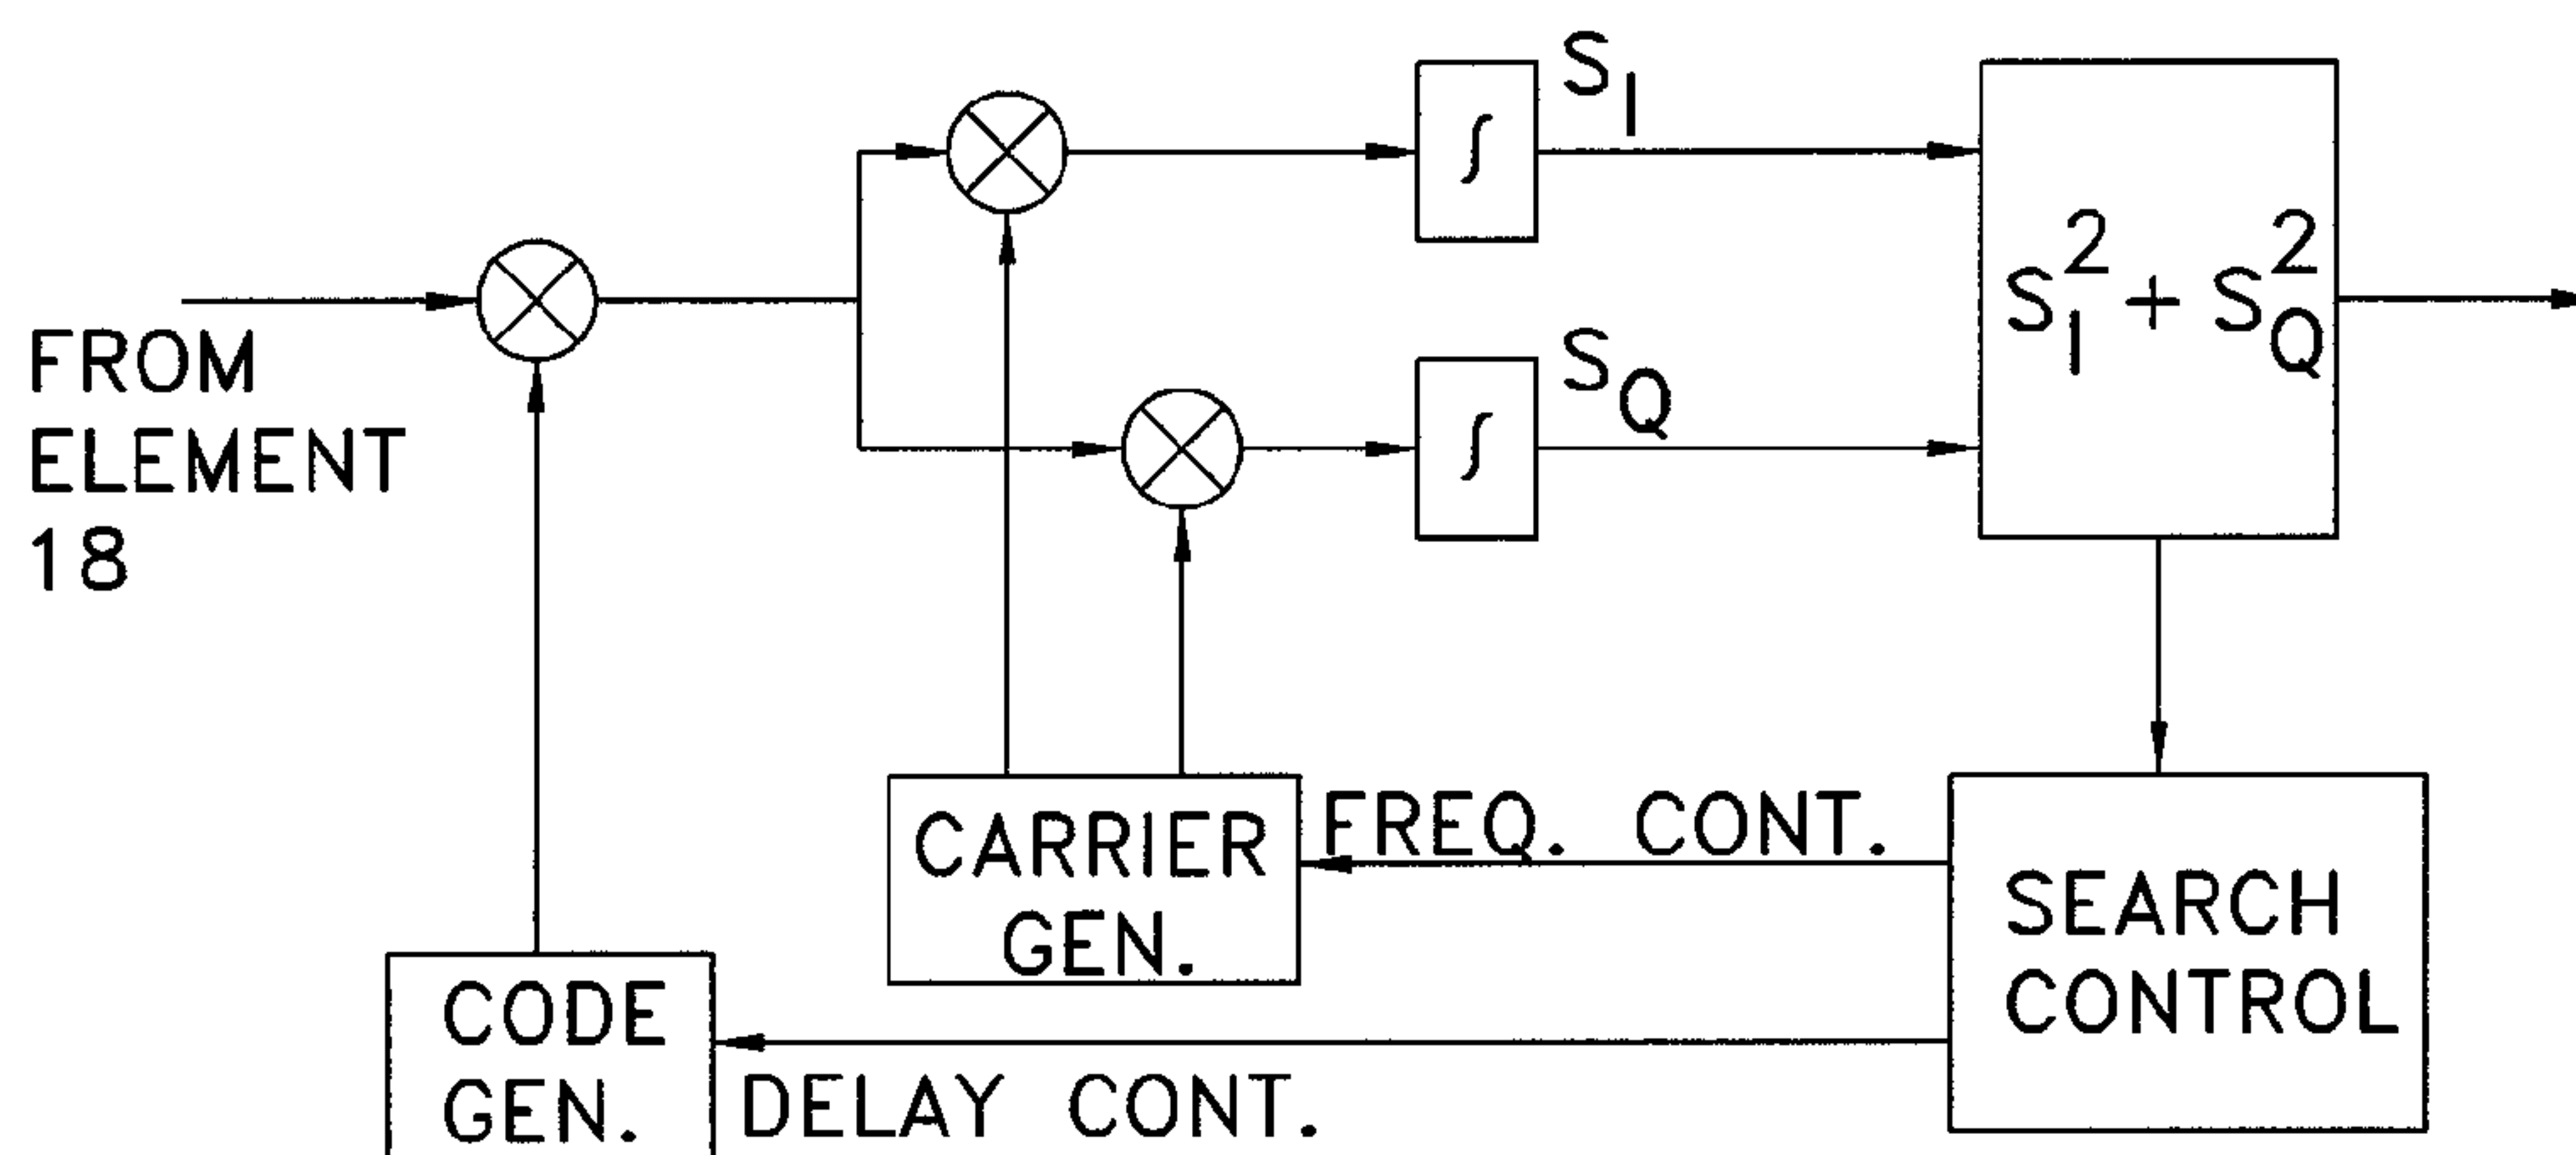 S_I
∫
S_I^2 + S_Q^2
FROM
ELEMENT
18
S_Q
∫
CARRIER
GEN.
FREQ. CONT.
SEARCH
CONTROL
CODE
GEN.
DELAY CONT.